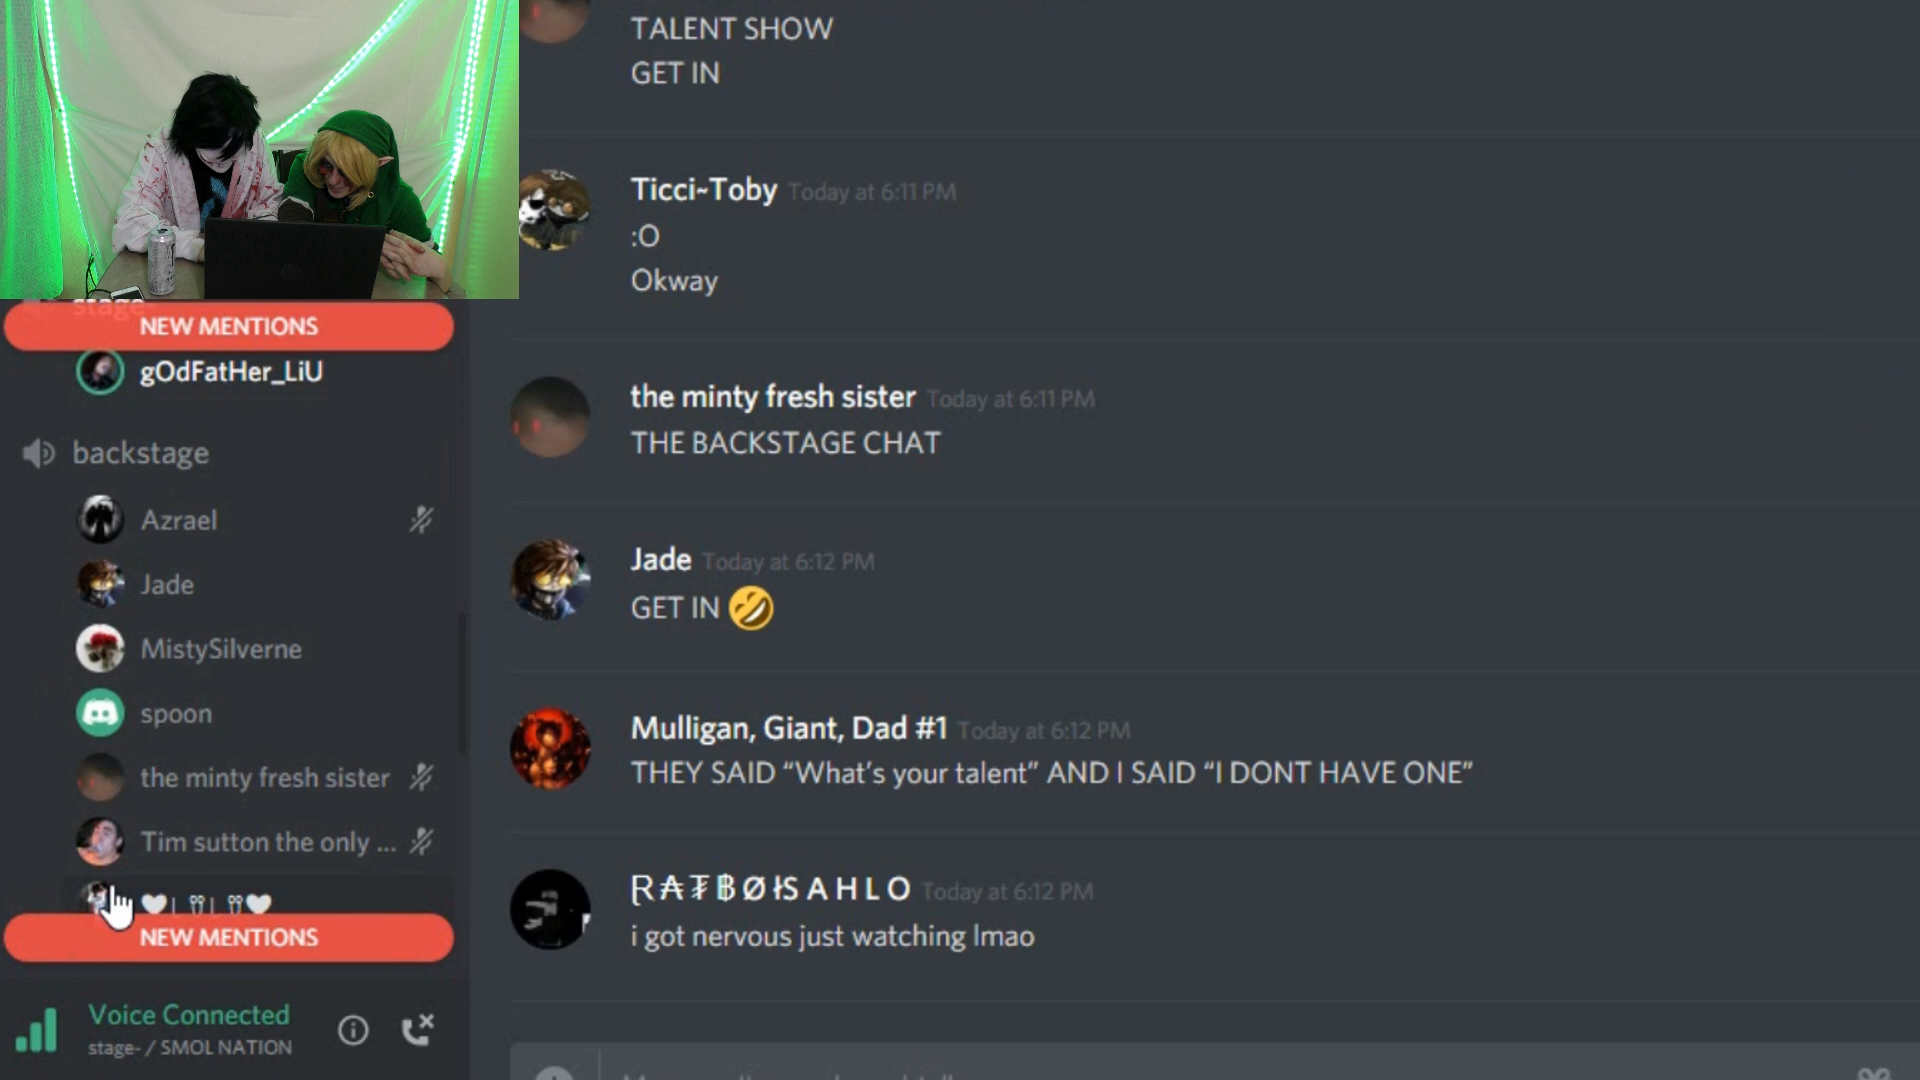 stage-
NEW MENTIONS
gOdFatHer_LiU
backstage
Azrael
Jade
MistySilverne
spoon
the minty fresh sister
Tim sutton the only ...
NEW MENTIONS
Voice Connected
stage- / SMOL NATION
TALENT SHOW
GET IN
Ticci~Toby Today at 6:11 PM
:O
Okway
the minty fresh sister Today at 6:11 PM
THE BACKSTAGE CHAT
Jade Today at 6:12 PM
GET IN 🤣
Mulligan, Giant, Dad #1 Today at 6:12 PM
THEY SAID “What's your talent” AND I SAID “I DONT HAVE ONE”
Ɽ₳₮฿ØłS A H L O Today at 6:12 PM
i got nervous just watching lmao